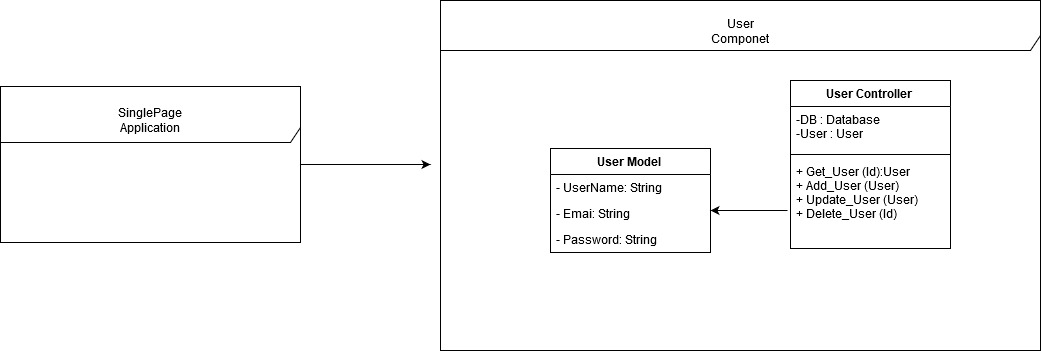 User
Componet
SinglePage
Application
User Model
- UserName: String
- Emai: String
- Password: String
User Controller
-DB : Database
-User : User
+ Get_User (Id):User
+ Add_User (User)
+ Update_User (User)
+ Delete_User (Id)